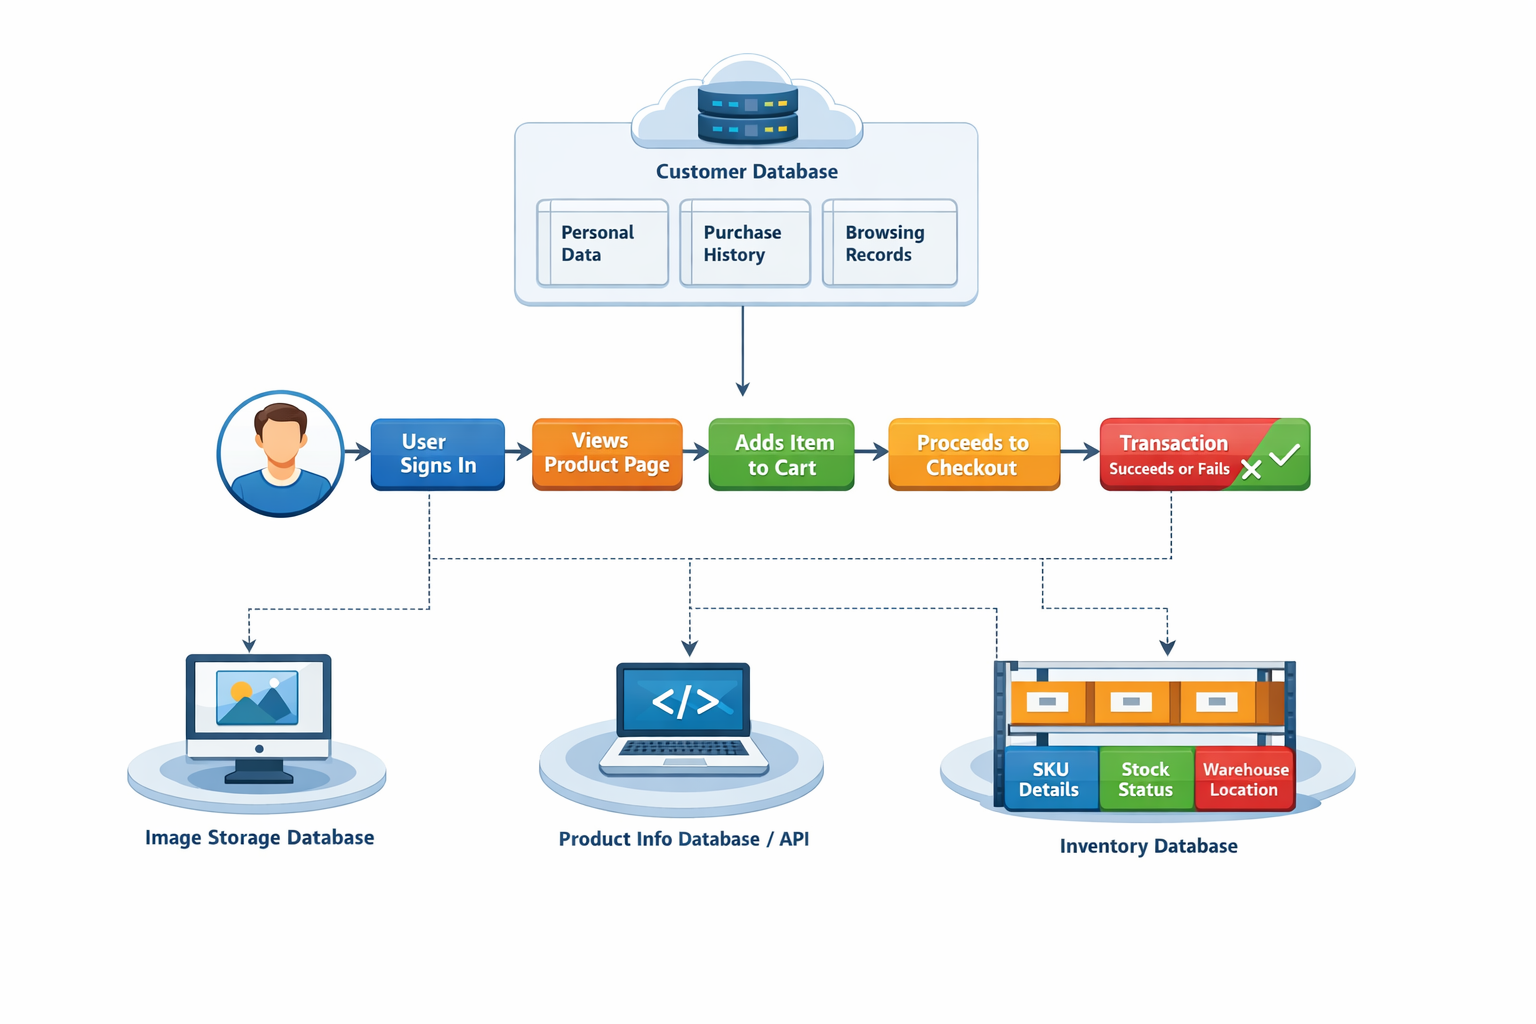 Customer Database
Personal
Data
Purchase
History
Browsing
Records
User
Signs In
Views
Product Page
Adds Item
to Cart
Proceeds to
Checkout
Transaction
Succeeds or Fails
</>
SKU
Details
Stock
Status
Warehouse
Location
Image Storage Database
Product Info Database / API
Inventory Database